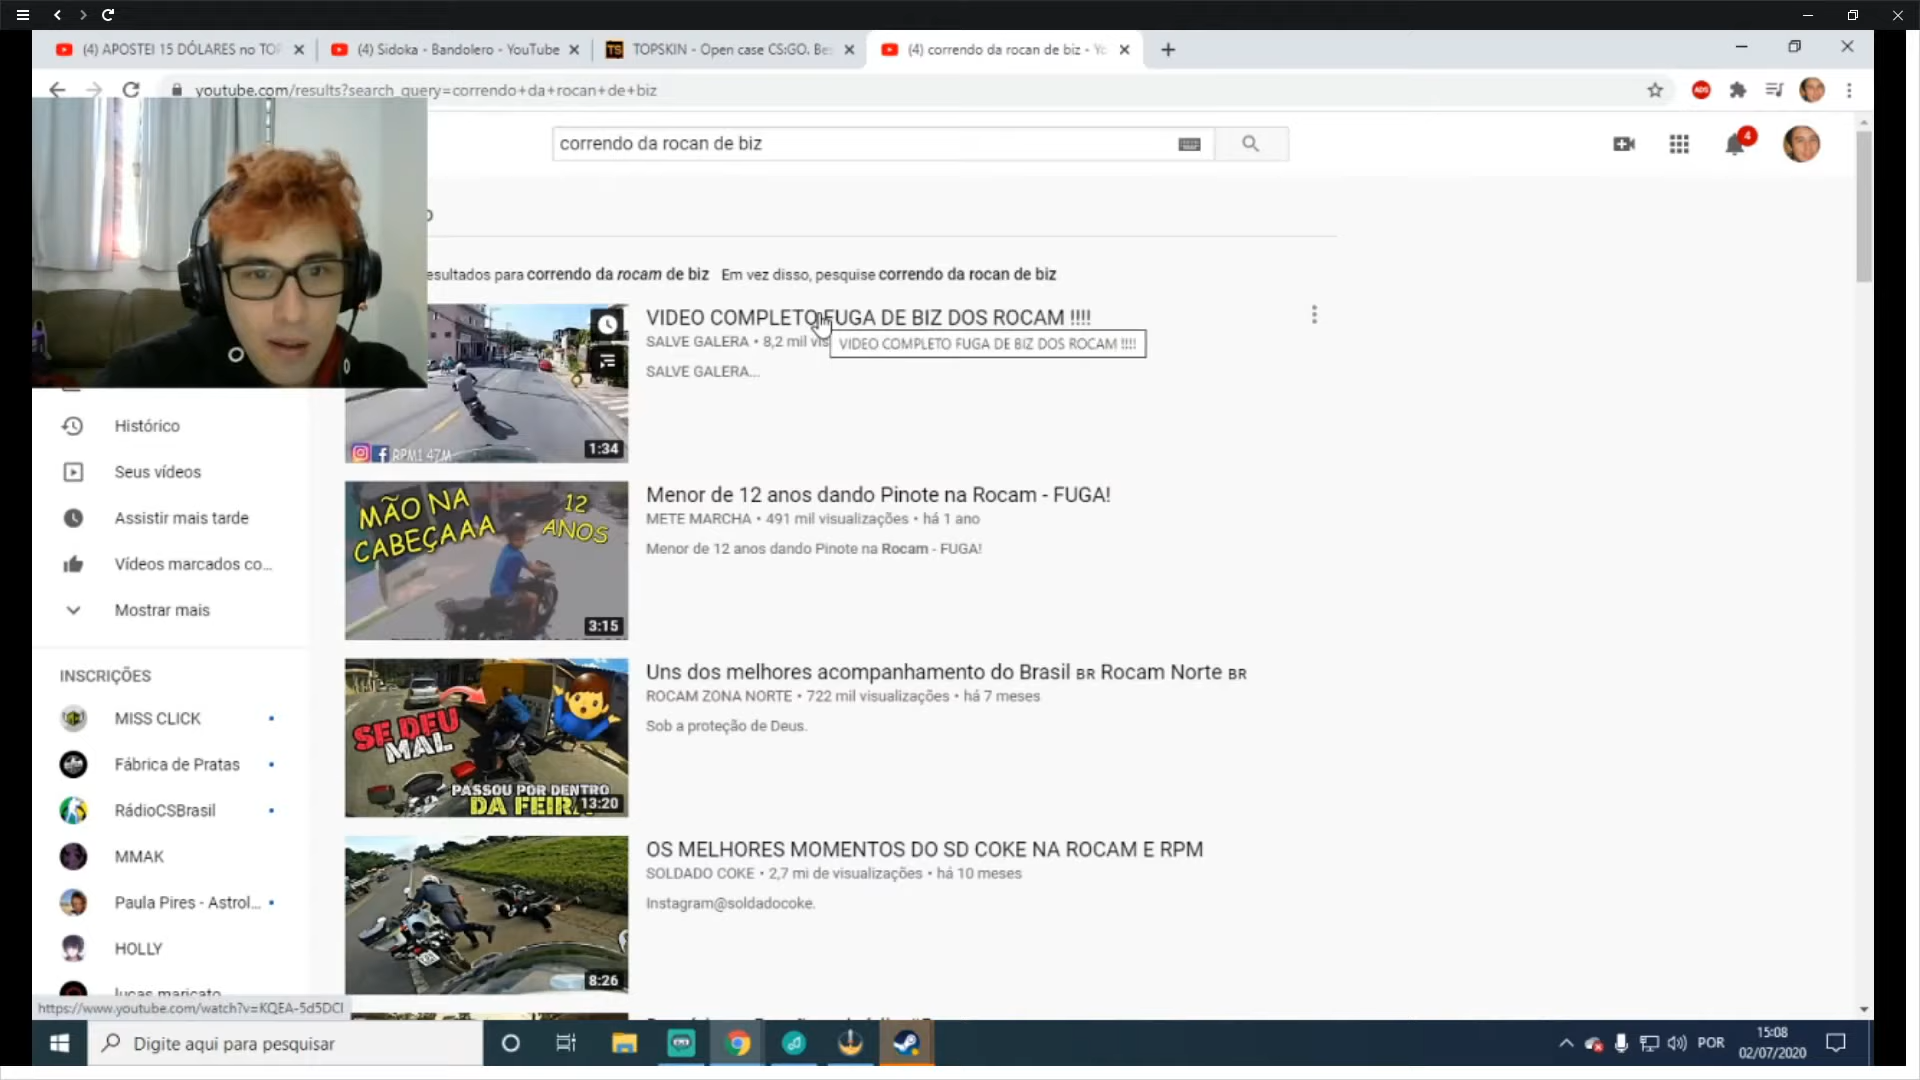 (4) APOSTEI 15 DÓLARES no TOP
(4) Sidoka - Bandolero - YouTube
TOPSKIN - Open case CS:GO. Be
(4) correndo da rocan de biz - Yo
youtube.com/results?search_query=correndo+da+rocan+de+biz
ADS
correndo da rocan de biz
4
esultados para correndo da rocam de biz Em vez disso, pesquise correndo da rocan de biz
VIDEO COMPLETO FUGA DE BIZ DOS ROCAM !!!!
SALVE GALERA • 8,2 mil vis
VIDEO COMPLETO FUGA DE BIZ DOS ROCAM !!!!
SALVE GALERA...
RPM1 47M
1:34
MÃO NA CABEÇAAA
12 ANOS
3:15
Menor de 12 anos dando Pinote na Rocam - FUGA!
METE MARCHA • 491 mil visualizações • há 1 ano
Menor de 12 anos dando Pinote na Rocam - FUGA!
SE DEU MAL
PASSOU POR DENTRO
DA FEIRA
13:20
Uns dos melhores acompanhamento do Brasil BR Rocam Norte BR
ROCAM ZONA NORTE • 722 mil visualizações • há 7 meses
Sob a proteção de Deus.
8:26
OS MELHORES MOMENTOS DO SD COKE NA ROCAM E RPM
SOLDADO COKE • 2,7 mi de visualizações • há 10 meses
Instagram@soldadocoke.
Histórico
Seus vídeos
Assistir mais tarde
Vídeos marcados co...
Mostrar mais
INSCRIÇÕES
MISS CLICK
Fábrica de Pratas
RádioCSBrasil
MMAK
Paula Pires - Astrol...
HOLLY
lucas maricato
https://www.youtube.com/watch?v=KQEA-5d5DCI
Digite aqui para pesquisar
POR
15:08
02/07/2020